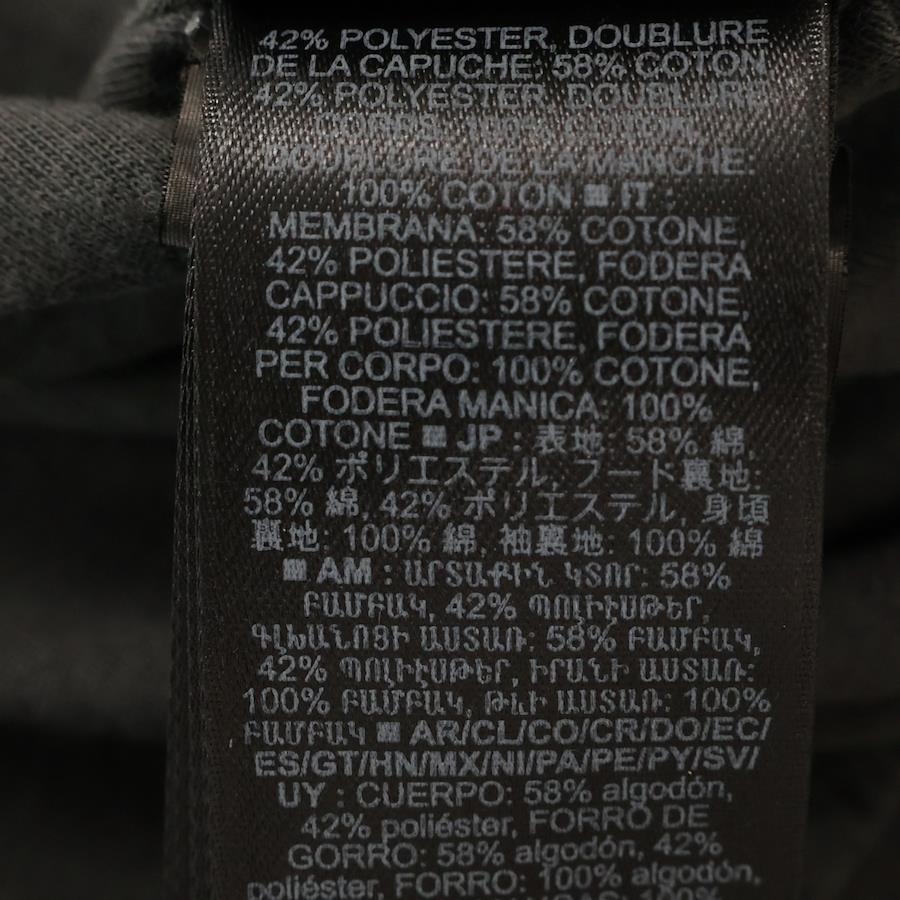 42% POLYESTER, DOUBLURE
DE LA CAPUCHE: 58% COTON
42% POLYESTER, DOUBLURE
CORPS: 100% COTON,
DOUBLURE DE LA MANCHE:
100% COTON ■ IT :
MEMBRANA: 58% COTONE,
42% POLIESTERE, FODERA
CAPPUCCIO: 58% COTONE,
42% POLIESTERE, FODERA
PER CORPO: 100% COTONE,
FODERA MANICA: 100%
COTONE ■ JP : 表地: 58% 綿,
42% ポリエステル, フード裏地:
58% 綿, 42% ポリエステル, 身頃
裏地: 100% 綿, 袖裏地: 100% 綿
■ AM : ԱՐՏԱՔԻՆ ԿՏՈՐ: 58%
ԲԱՄԲԱԿ, 42% ՊՈԼԻԷՍԹԵՐ,
ԳԼԽԱՆՈՑԻ ԱՍՏԱՌ: 58% ԲԱՄԲԱԿ,
42% ՊՈԼԻԷՍԹԵՐ, ԻՐԱՆԻ ԱՍՏԱՌ:
100% ԲԱՄԲԱԿ, ԹևԻ ԱՍՏԱՌ: 100%
ԲԱՄԲԱԿ ■ AR/CL/CO/CR/DO/EC/
ES/GT/HN/MX/NI/PA/PE/PY/SV/
UY : CUERPO: 58% algodón,
42% poliéster, FORRO DE
GORRO: 58% algodón, 42%
poliéster, FORRO: 100% algodón,
100%